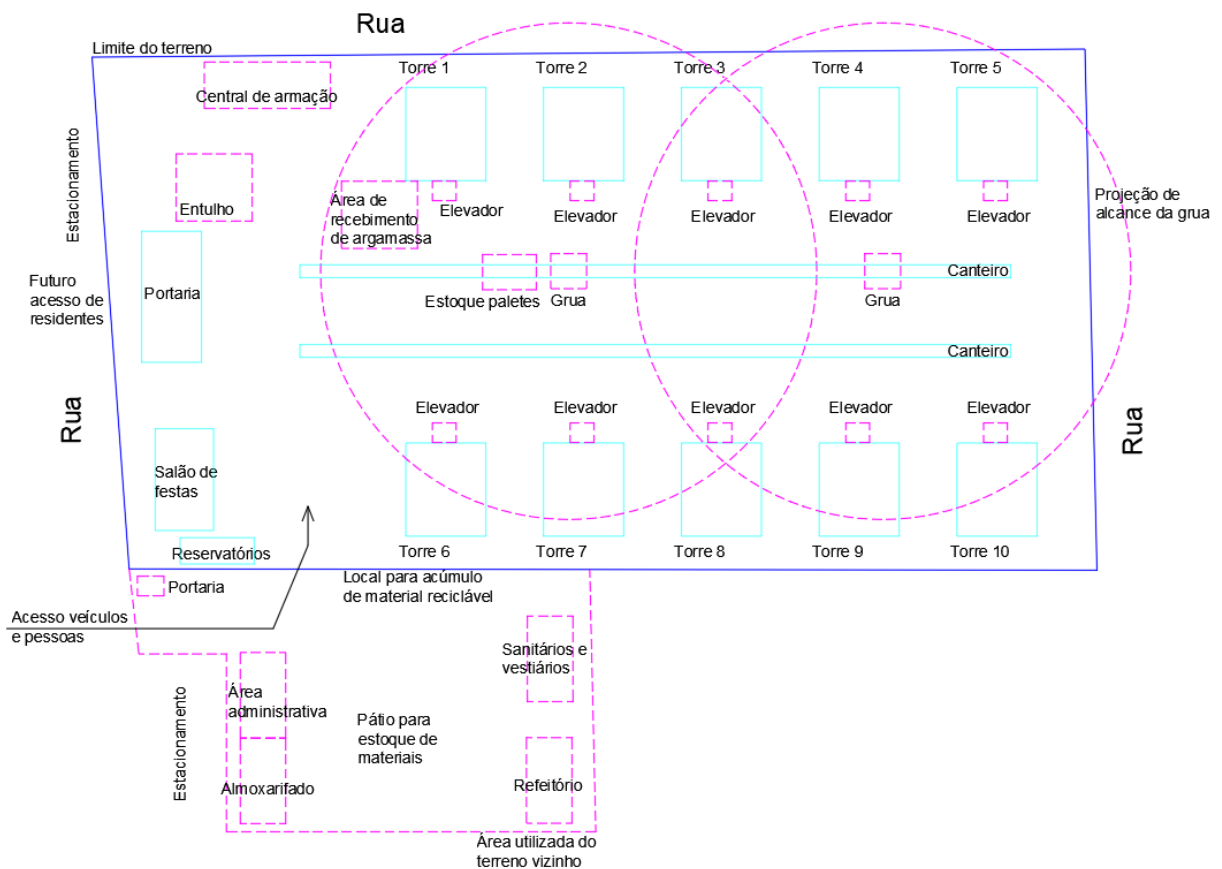 Rua
Limite do terreno
Torre 1
Torre 2
Torre 3
Torre 4
Torre 5
Central de armação
Estacionamento
Entulho
Área de
recebimento
de argamassa
Elevador
Elevador
Elevador
Elevador
Elevador
Projeção de
alcance da grua
Futuro
acesso de
residentes
Portaria
Estoque paletes
Grua
Grua
Canteiro
Canteiro
Rua
Elevador
Elevador
Elevador
Elevador
Elevador
Rua
Salão de
festas
Reservatórios
Torre 6
Torre 7
Torre 8
Torre 9
Torre 10
Portaria
Local para acúmulo
de material reciclável
Acesso veículos
e pessoas
Sanitários e
vestiários
Estacionamento
Área
administrativa
Pátio para
estoque de
materiais
Almoxarifado
Refeitório
Área utilizada do
terreno vizinho